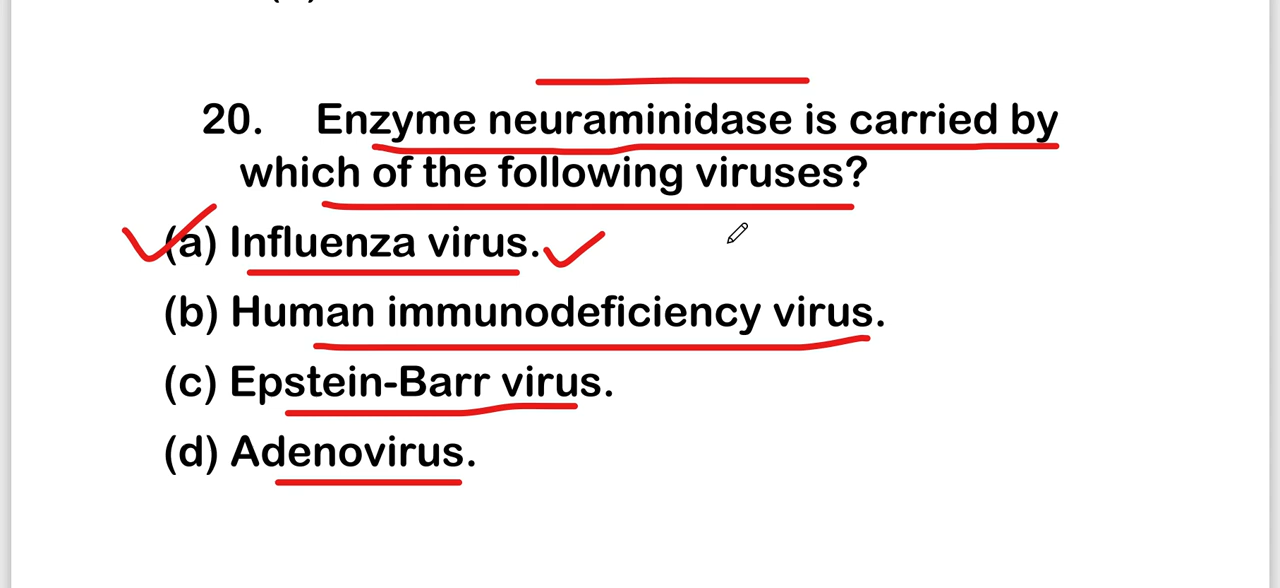 20. Enzyme neuraminidase is carried by
which of the following viruses?
(a) Influenza virus.
(b) Human immunodeficiency virus.
(c) Epstein-Barr virus.
(d) Adenovirus.